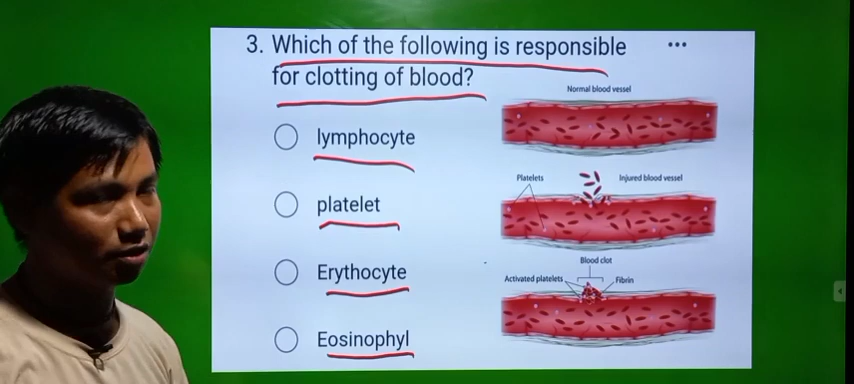 3. Which of the following is responsible
for clotting of blood?
lymphocyte
platelet
Erythocyte
Eosinophyl
Normal blood vessel
Platelets
Injured blood vessel
Blood clot
Activated platelets
Fibrin